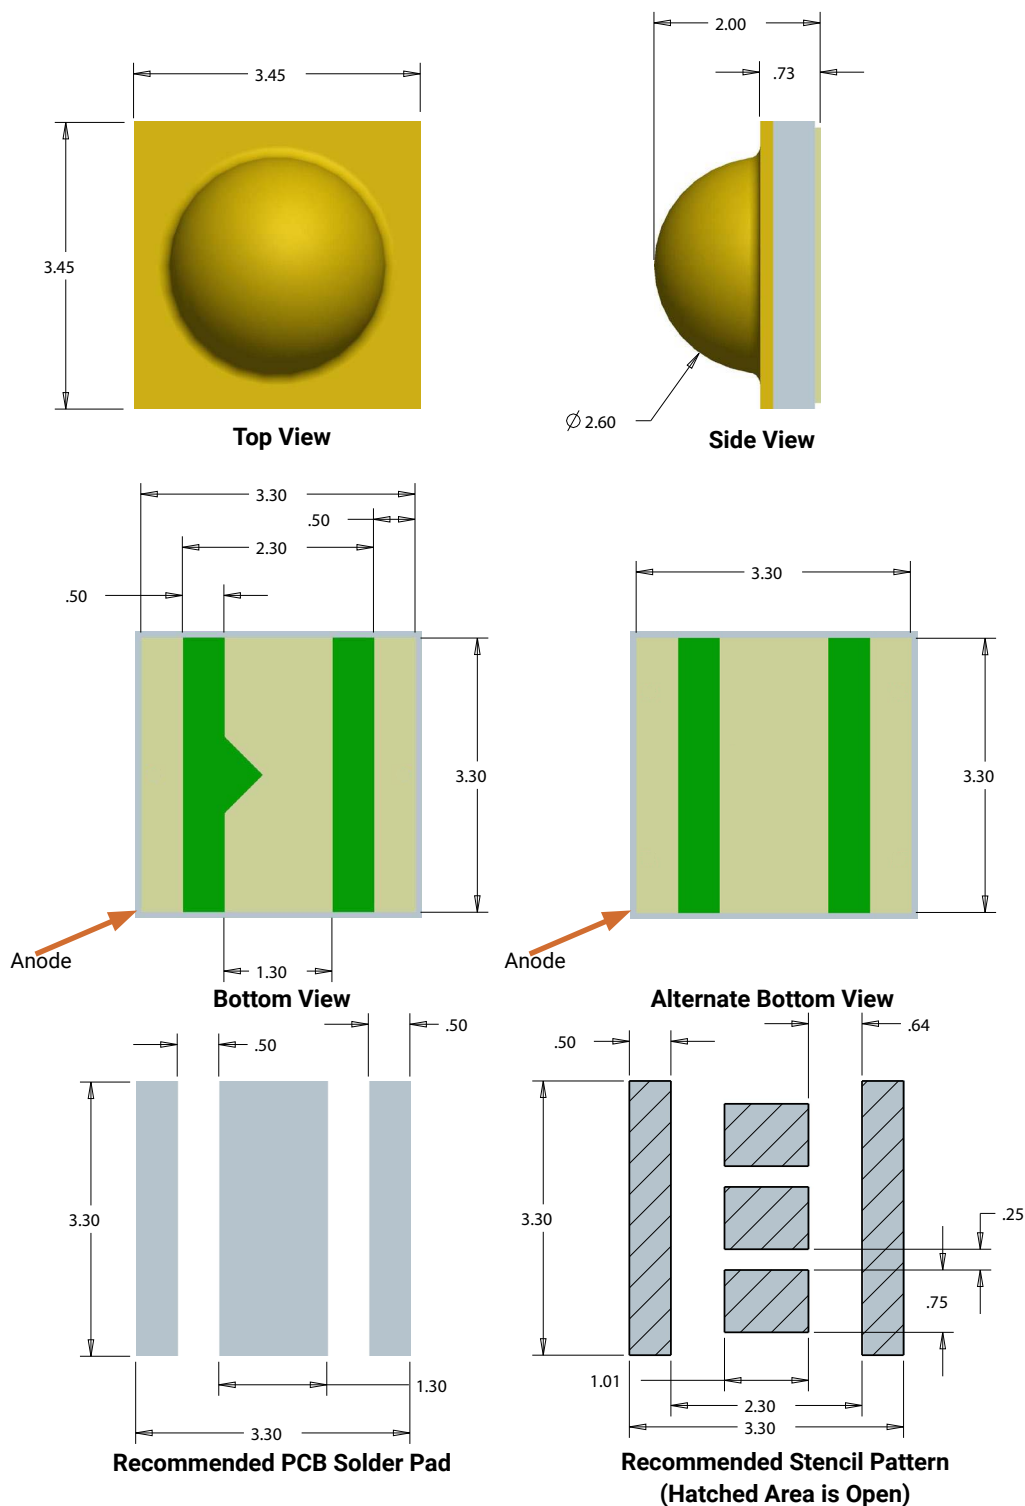 2.00
.73
3.45
3.45
Ø 2.60
Top View
Side View
3.30
.50
2.30
.50
3.30
3.30
3.30
Anode
Anode
1.30
Bottom View
Alternate Bottom View
.50
.50
.64
.50
3.30
3.30
.25
.75
1.30
1.01
2.30
3.30
3.30
Recommended PCB Solder Pad
Recommended Stencil Pattern
(Hatched Area is Open)